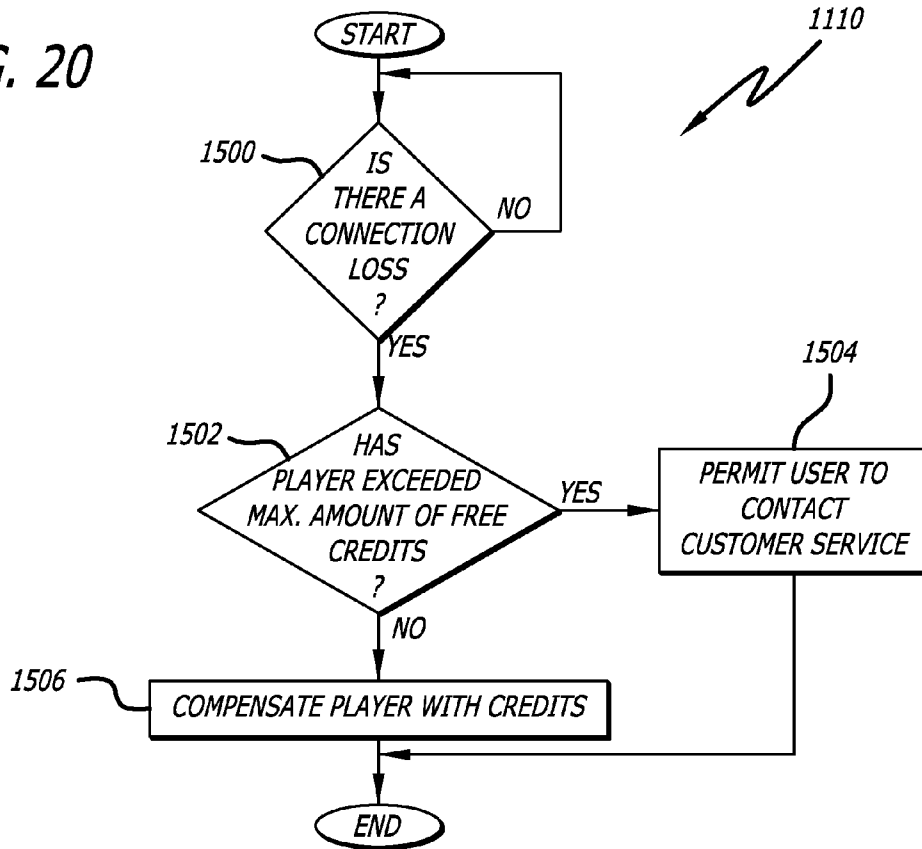 G. 20
START
1110
1500
IS
THERE A
CONNECTION
LOSS
?
NO
YES
1504
1502
HAS
PLAYER EXCEEDED
MAX. AMOUNT OF FREE
CREDITS
?
YES
PERMIT USER TO
CONTACT
CUSTOMER SERVICE
NO
1506
COMPENSATE PLAYER WITH CREDITS
END